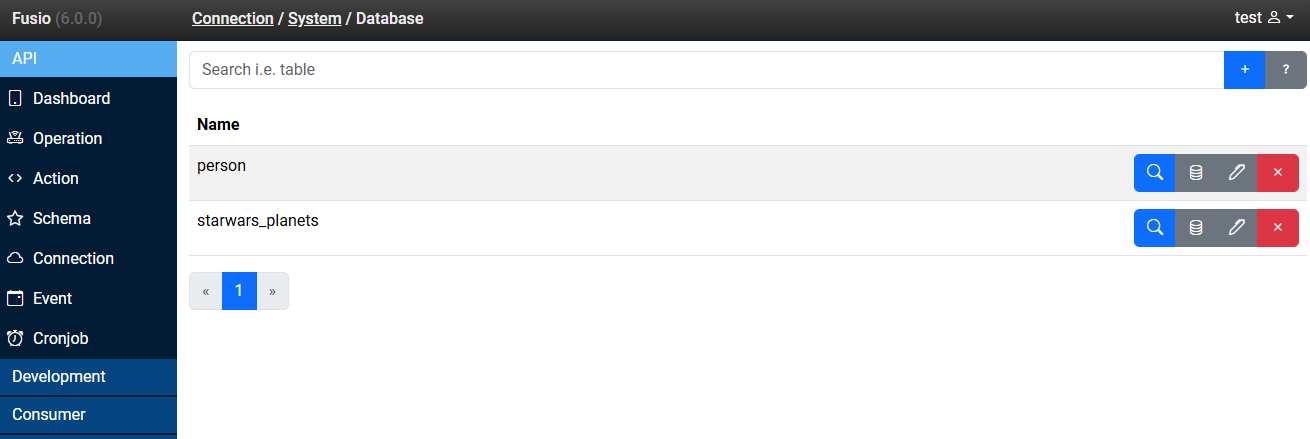 Fusio (6.0.0)
Connection / System / Database
test
API
Dashboard
Operation
Action
Schema
Connection
Event
Cronjob
Development
Consumer
Search i.e. table
+
?
Name
person
×
starwars_planets
×
« 1 »